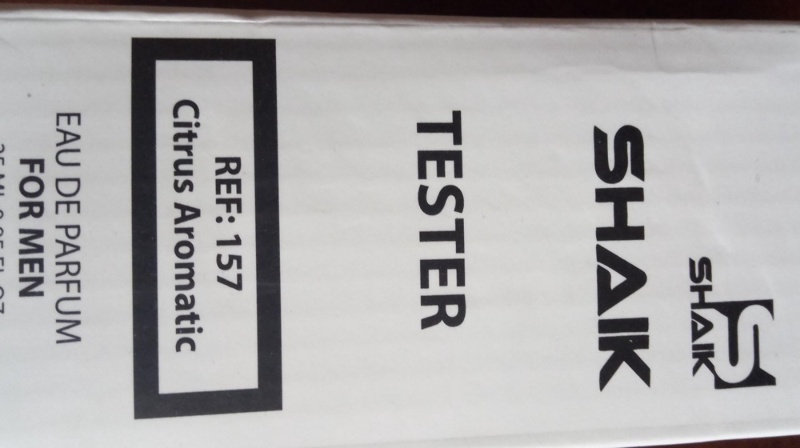 S
SHAIK
SHAIK
TESTER
REF: 157
Citrus Aromatic
EAU DE PARFUM
FOR MEN